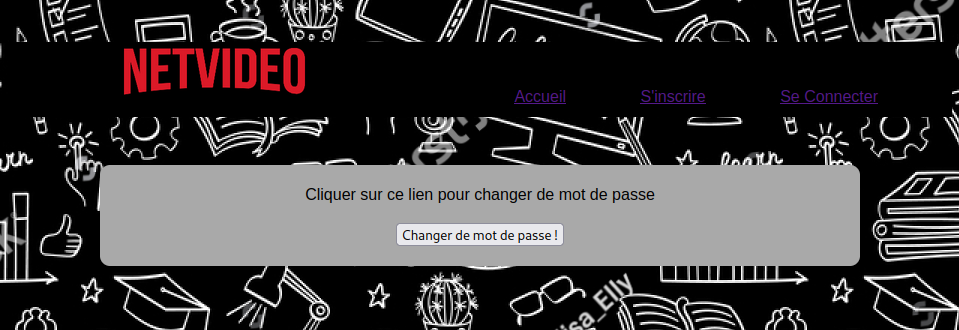 NETVIDEO
Accueil S'inscrire Se Connecter
learn
Cliquer sur ce lien pour changer de mot de passe
Changer de mot de passe !